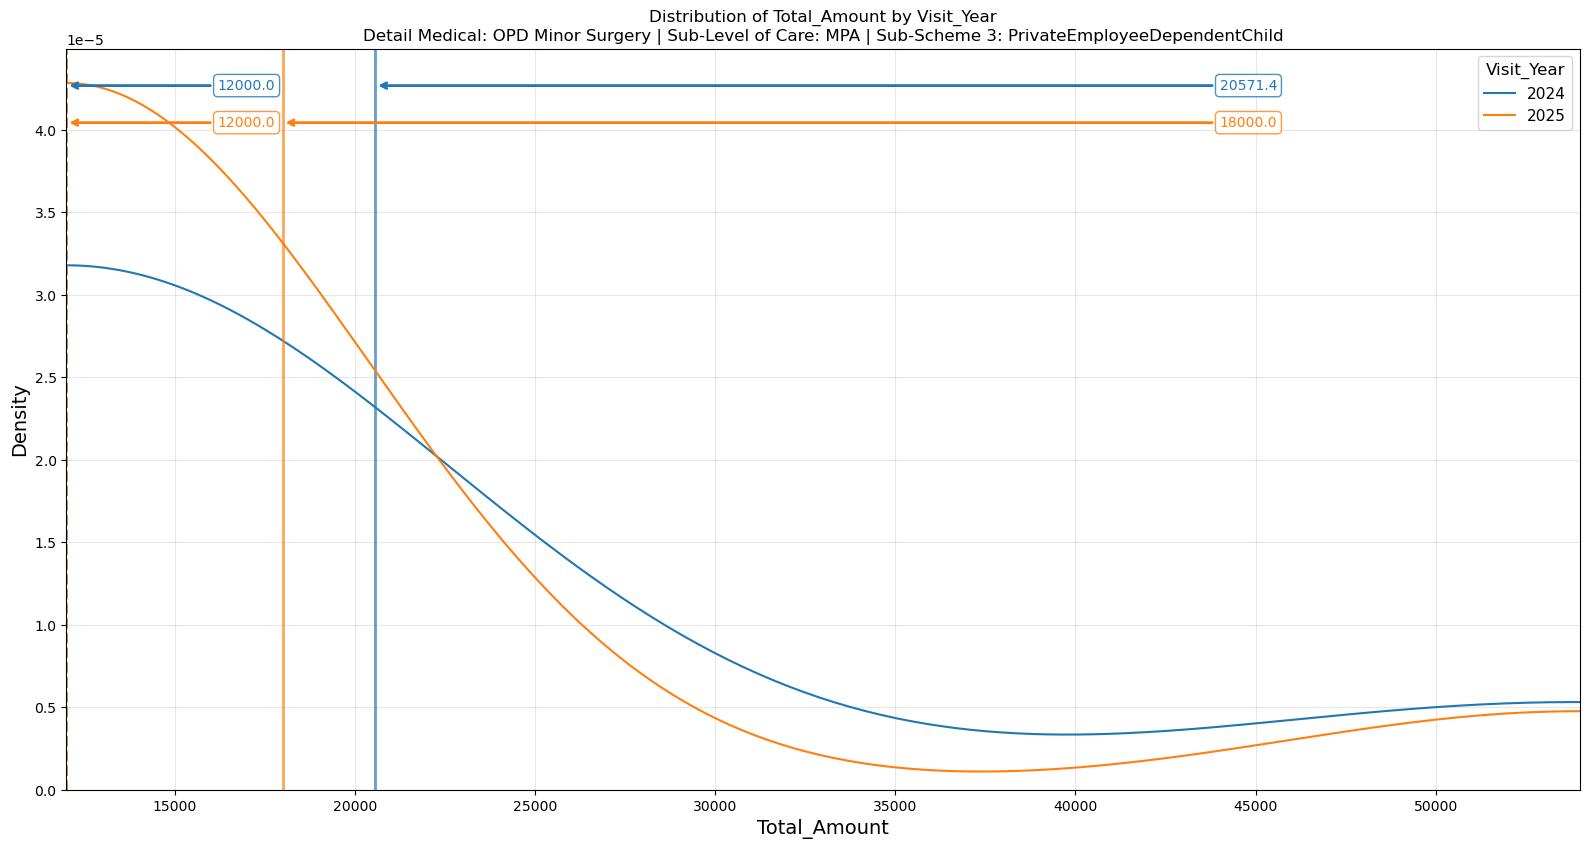 Distribution of Total_Amount by Visit_Year
Detail Medical: OPD Minor Surgery | Sub-Level of Care: MPA | Sub-Scheme 3: PrivateEmployeeDependentChild
1e−5
Visit_Year
2024
2025
12000.0
20571.4
12000.0
18000.0
4.0
3.5
3.0
2.5
2.0
1.5
1.0
0.5
0.0
Density
15000 20000 25000 30000 35000 40000 45000 50000
Total_Amount